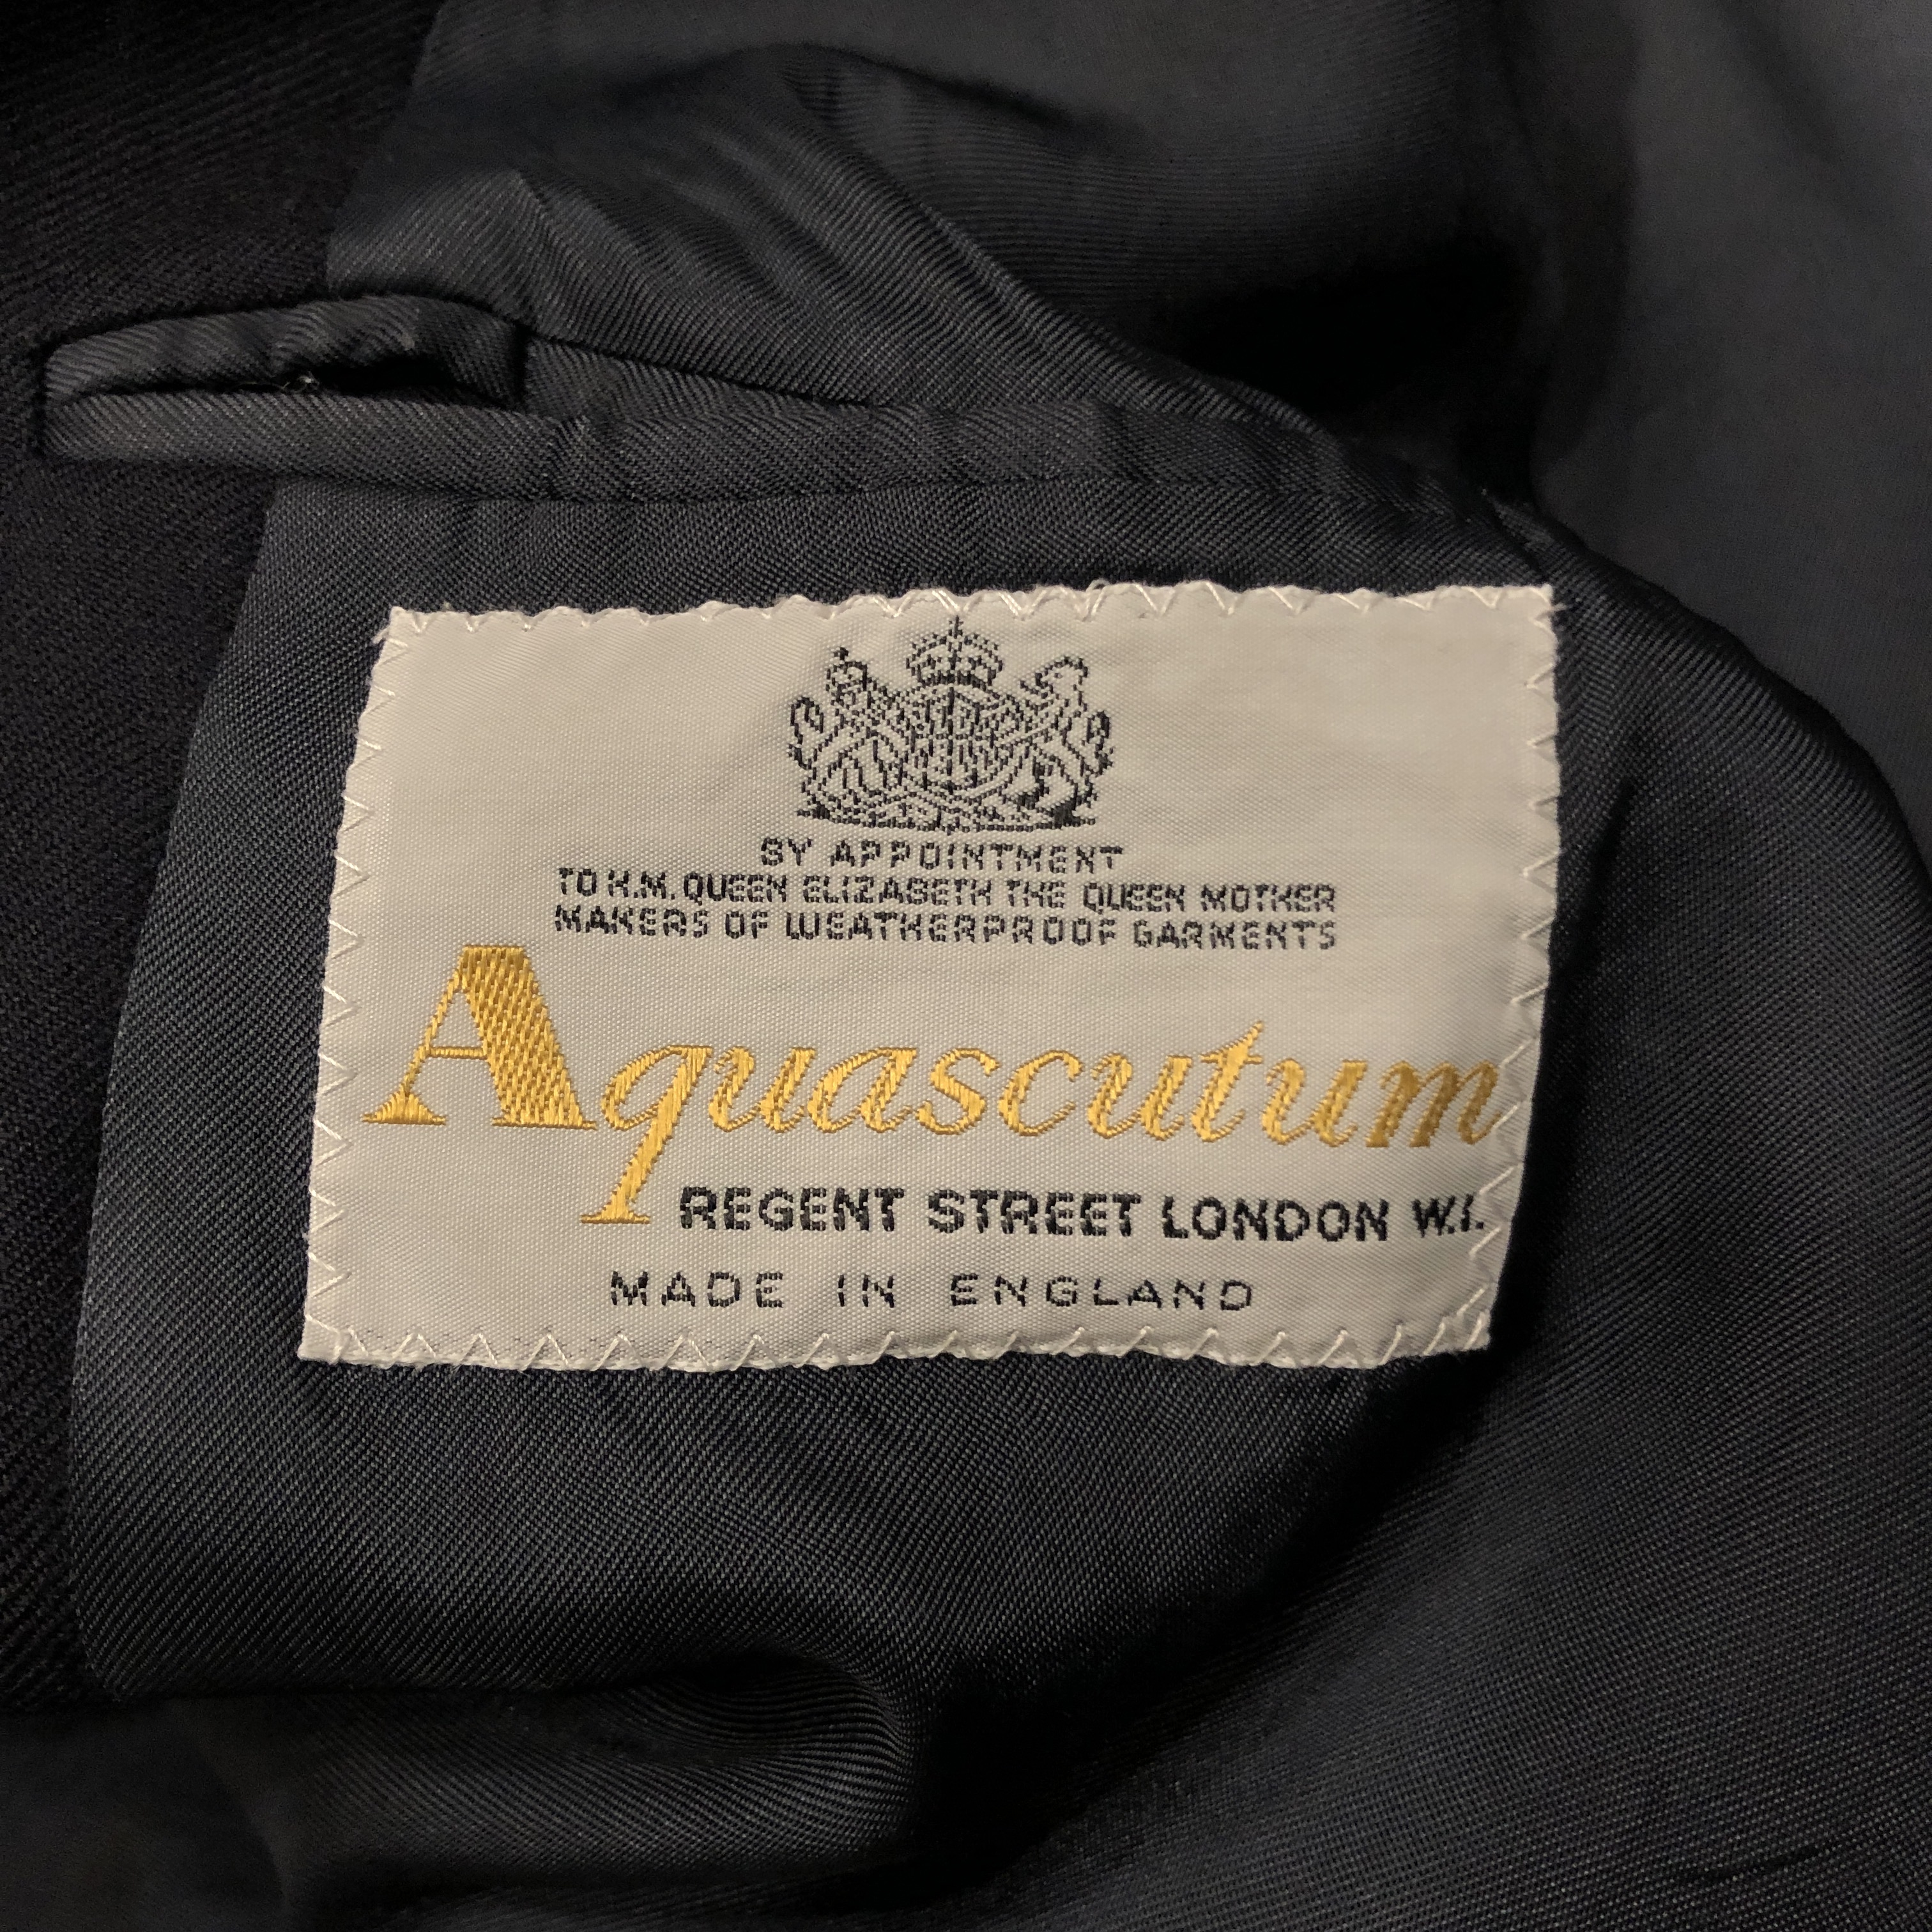 BY APPOINTMENT
TO H.M. QUEEN ELIZABETH THE QUEEN MOTHER
MAKERS OF WEATHERPROOF GARMENTS
Aquascutum
REGENT STREET LONDON W.1.
MADE IN ENGLAND